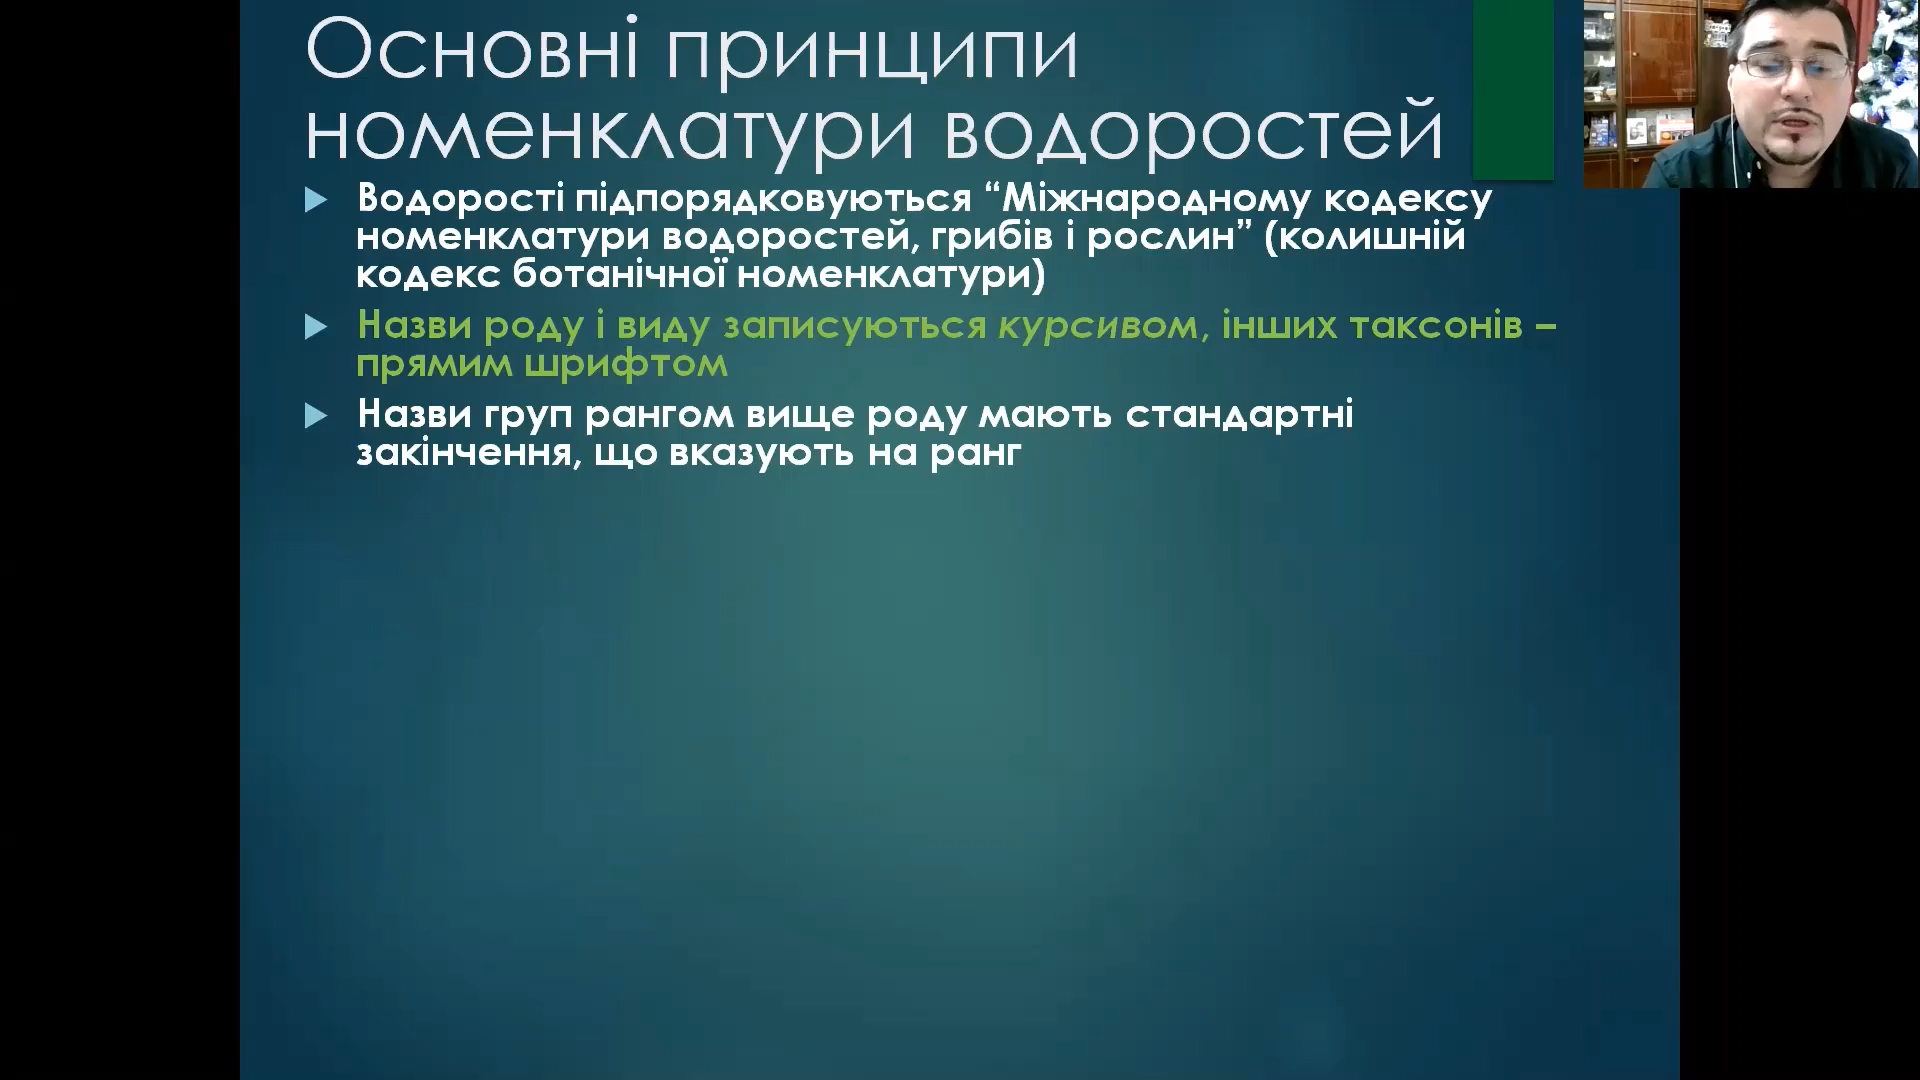 Основні принципи
номенклатури водоростей
Водорості підпорядковуються “Міжнародному кодексу
номенклатури водоростей, грибів і рослин” (колишній
кодекс ботанічної номенклатури)
Назви роду і виду записуються курсивом, інших таксонів –
прямим шрифтом
Назви груп рангом вище роду мають стандартні
закінчення, що вказують на ранг